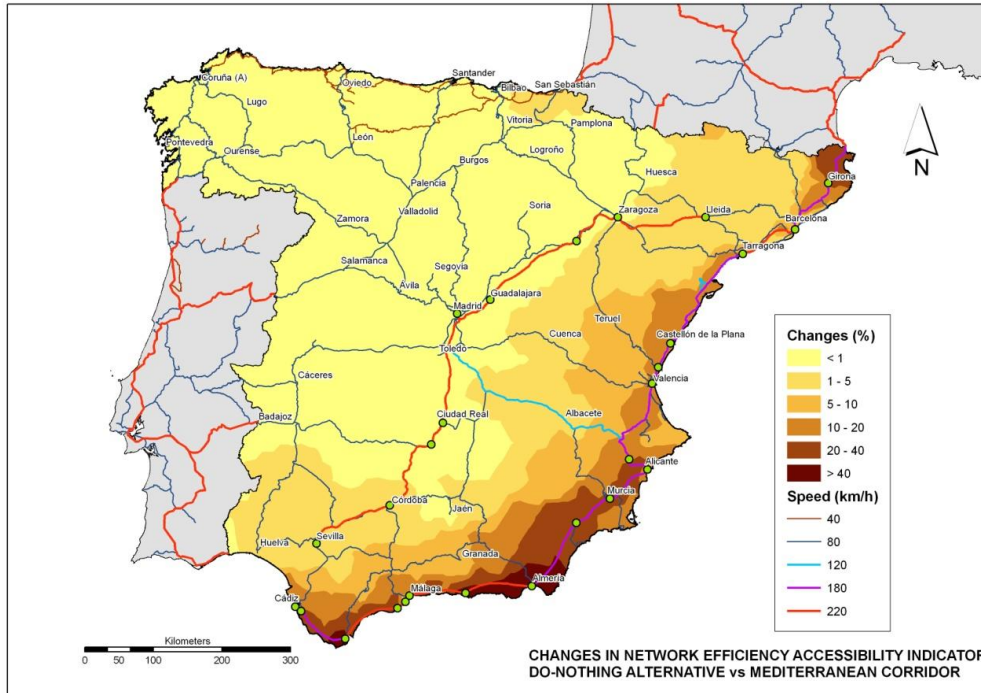 Coruña (A)
Lugo
Oviedo
Santander
Bilbao
San Sebastián
Pontevedra
Ourense
León
Vitoria
Pamplona
Burgos
Logroño
Palencia
Huesca
Girona
Zamora
Valladolid
Soria
Zaragoza
Lleida
Barcelona
Tarragona
Salamanca
Segovia
Ávila
Guadalajara
Madrid
Teruel
Cuenca
Castellón de la Plana
Toledo
Cáceres
Valencia
Badajoz
Ciudad Real
Albacete
Alicante
Murcia
Córdoba
Jaén
Huelva
Sevilla
Granada
Almería
Málaga
Cádiz
N
Changes (%)
< 1
1 - 5
5 - 10
10 - 20
20 - 40
> 40
Speed (km/h)
40
80
120
180
220
Kilometers
0 50 100 200 300
CHANGES IN NETWORK EFFICIENCY ACCESSIBILITY INDICATOR
DO-NOTHING ALTERNATIVE vs MEDITERRANEAN CORRIDOR